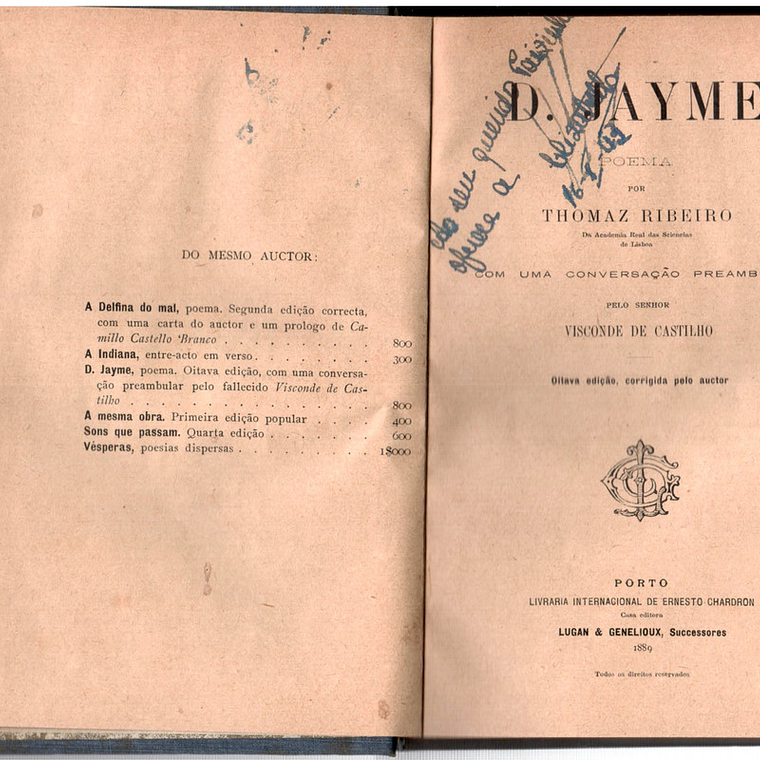 DO MESMO AUCTOR:
A Delfina do mal, poema. Segunda edição correcta,
com uma carta do auctor e um prologo de Ca-
millo Castello Branco . . . . . . . . . . 800
A Indiana, entre-acto em verso. . . . . . . . 300
D. Jayme, poema. Oitava edição, com uma conversa-
ção preambular pelo fallecido Visconde de Cas-
tilho . . . . . . . . . . . . . . . . 800
A mesma obra. Primeira edição popular . . . . 400
Sons que passam. Quarta edição . . . . . . . 600
Vésperas, poesias dispersas . . . . . . . . . 1$000
Ao seu querido
offerece a
D. JAYME
POEMA
POR
THOMAZ RIBEIRO
Da Academia Real das Sciencias
de Lisboa
COM UMA CONVERSAÇÃO PREAMB
PELO SENHOR
VISCONDE DE CASTILHO
Oitava edição, corrigida pelo auctor
PORTO
LIVRARIA INTERNACIONAL DE ERNESTO CHARDRON
Casa editora
LUGAN & GENELIOUX, Successores
1889
Todos os direitos reservados